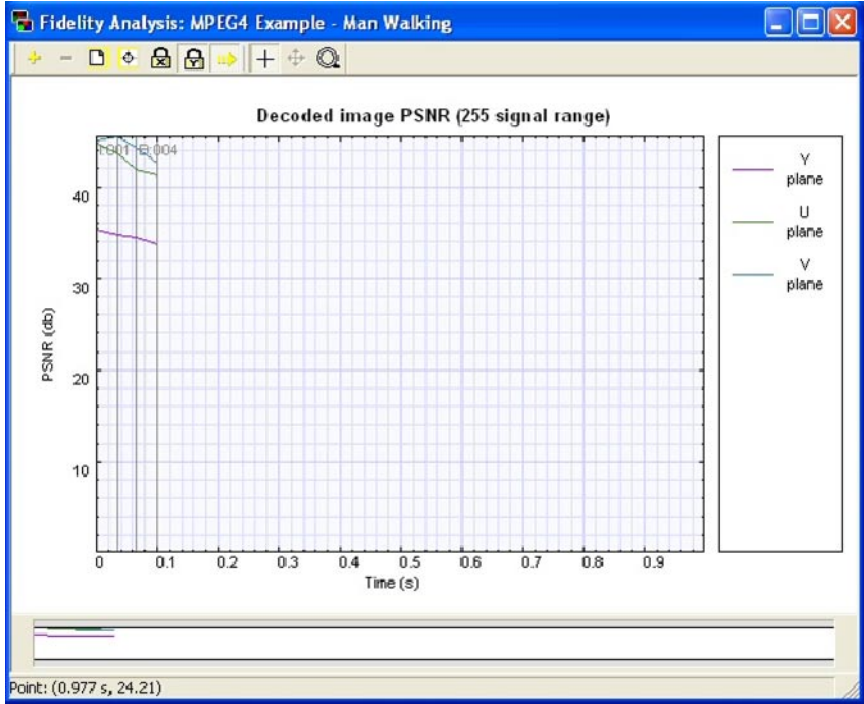 Fidelity Analysis: MPEG4 Example - Man Walking
Decoded image PSNR (255 signal range)
Y
plane
U
plane
V
plane
40
30
20
10
PSNR (db)
0 0.1 0.2 0.3 0.4 0.5 0.6 0.7 0.8 0.9
Time (s)
Point: (0.977 s, 24.21)